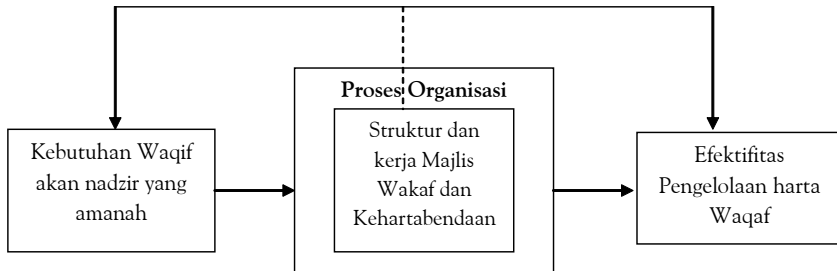 Proses Organisasi
Kebutuhan Waqif
akan nadzir yang
amanah
Struktur dan
kerja Majlis
Wakaf dan
Kehartabendaan
Efektifitas
Pengelolaan harta
Waqaf